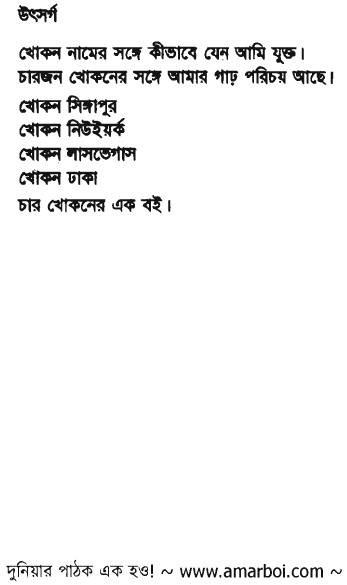 উৎসর্গ
খোকন নামের সঙ্গে কীভাবে যেন আমি যুক্ত।
চারজন খোকনের সঙ্গে আমার গাঢ় পরিচয় আছে।
খোকন সিঙ্গাপুর
খোকন নিউইয়র্ক
খোকন লাসভেগাস
খোকন ঢাকা
চার খোকনের এক বই।
দুনিয়ার পাঠক এক হও! ~ www.amarboi.com ~